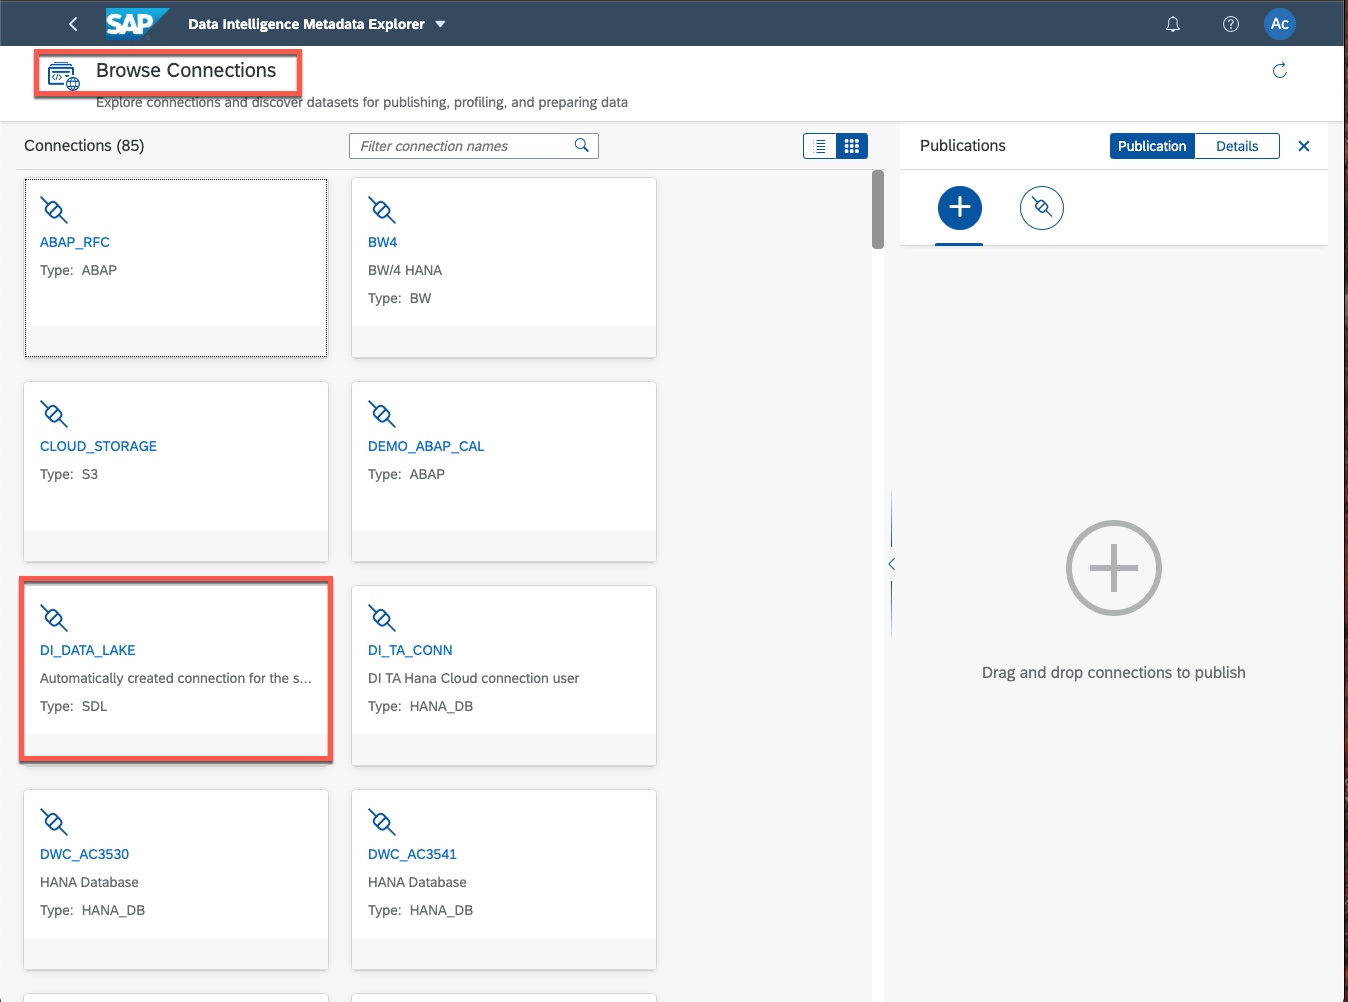 SAP
Data Intelligence Metadata Explorer
Ac
Browse Connections
Explore connections and discover datasets for publishing, profiling, and preparing data
Connections (85)
Filter connection names
Publications
Publication
Details
ABAP_RFC
Type: ABAP
BW4
BW/4 HANA
Type: BW
CLOUD_STORAGE
Type: S3
DEMO_ABAP_CAL
Type: ABAP
DI_DATA_LAKE
Automatically created connection for the s...
Type: SDL
DI_TA_CONN
DI TA Hana Cloud connection user
Type: HANA_DB
Drag and drop connections to publish
DWC_AC3530
HANA Database
Type: HANA_DB
DWC_AC3541
HANA Database
Type: HANA_DB